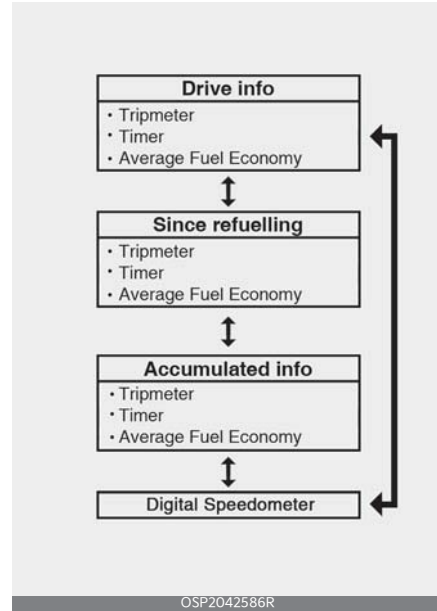 Drive info
• Tripmeter
• Timer
• Average Fuel Economy
Since refuelling
• Tripmeter
• Timer
• Average Fuel Economy
Accumulated info
• Tripmeter
• Timer
• Average Fuel Economy
Digital Speedometer
OSP2042586R